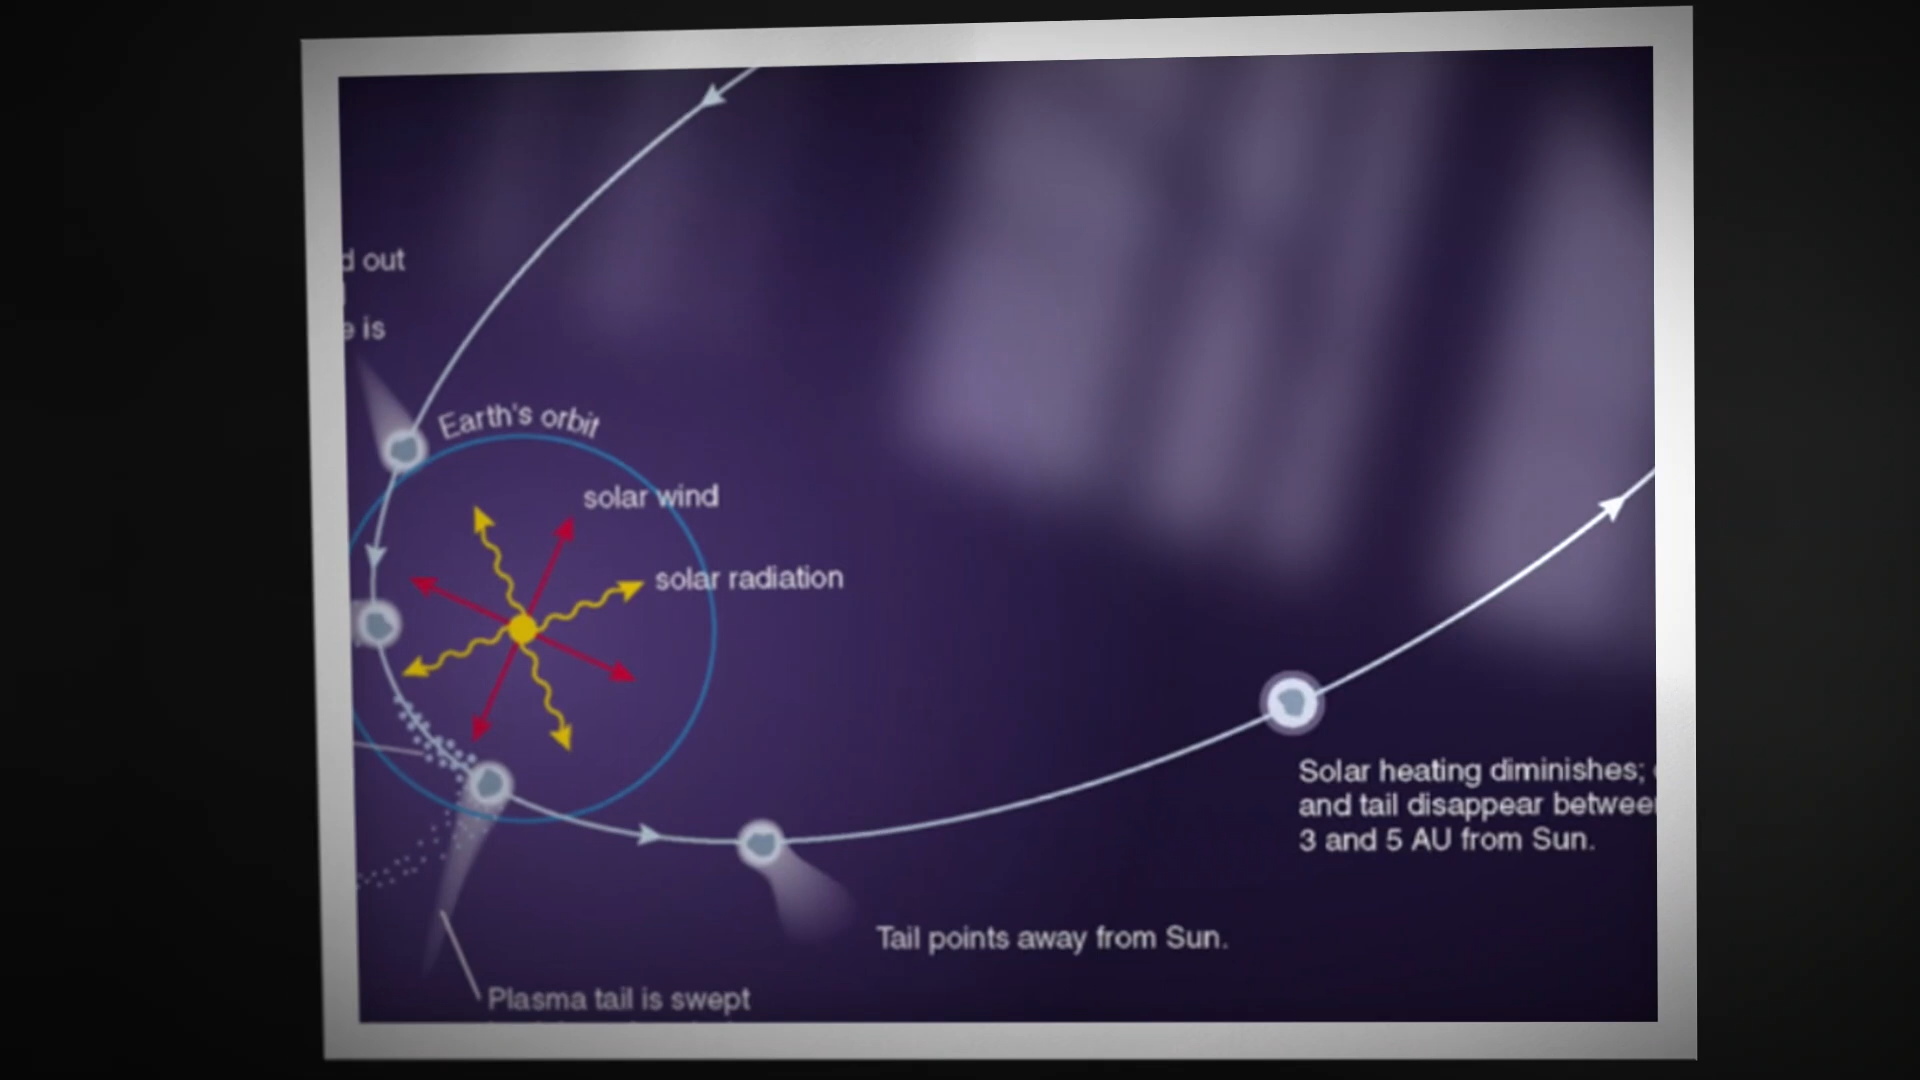 d out
e is
Earth's orbit
solar wind
solar radiation
Solar heating diminishes;
and tail disappear between
3 and 5 AU from Sun.
Tail points away from Sun.
Plasma tail is swept